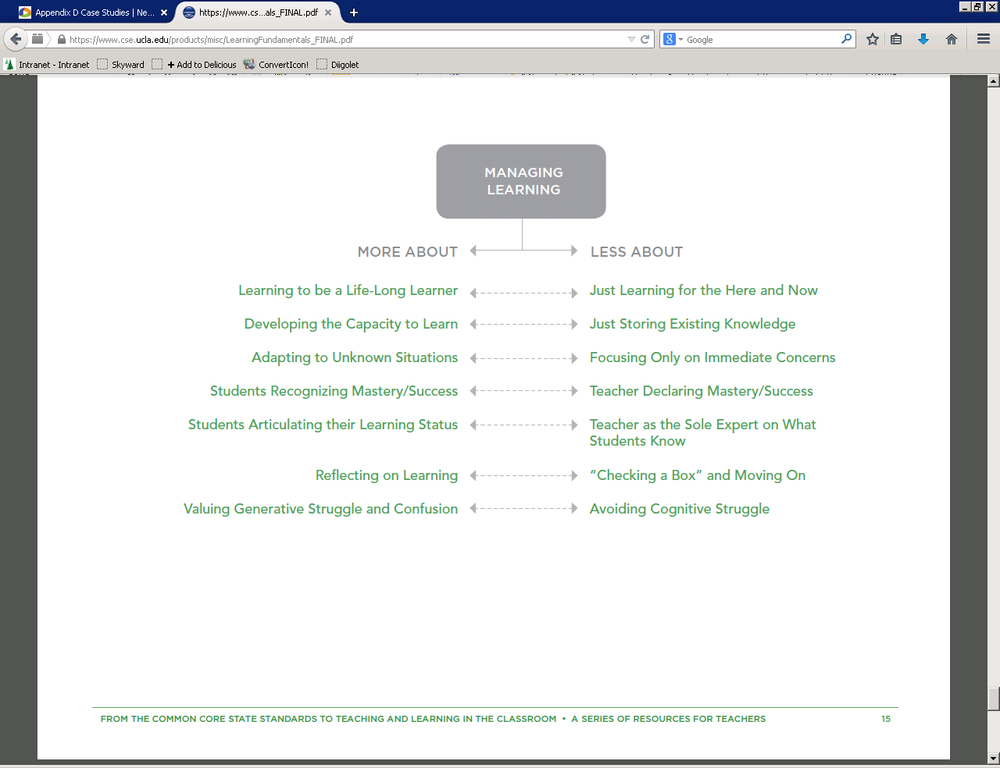 Appendix D Case Studies | Ne...
https://www.cs...als_FINAL.pdf
https://www.cse.ucla.edu/products/misc/LearningFundamentals_FINAL.pdf
Google
Intranet - Intranet
Skyward
+ Add to Delicious
ConvertIcon!
Diigolet
MANAGING
LEARNING
MORE ABOUT LESS ABOUT
Learning to be a Life-Long Learner Just Learning for the Here and Now
Developing the Capacity to Learn Just Storing Existing Knowledge
Adapting to Unknown Situations Focusing Only on Immediate Concerns
Students Recognizing Mastery/Success Teacher Declaring Mastery/Success
Students Articulating their Learning Status Teacher as the Sole Expert on What
Students Know
Reflecting on Learning “Checking a Box” and Moving On
Valuing Generative Struggle and Confusion Avoiding Cognitive Struggle
FROM THE COMMON CORE STATE STANDARDS TO TEACHING AND LEARNING IN THE CLASSROOM • A SERIES OF RESOURCES FOR TEACHERS 15